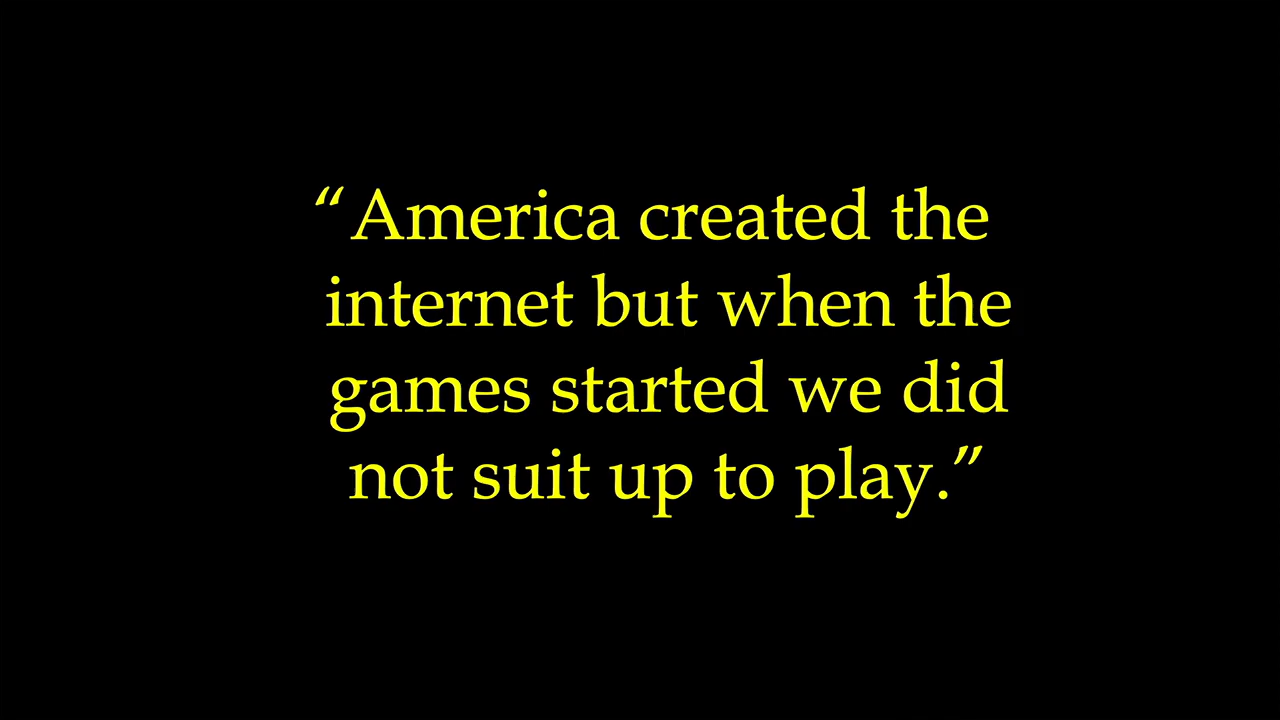 “America created the
internet but when the
games started we did
not suit up to play.”